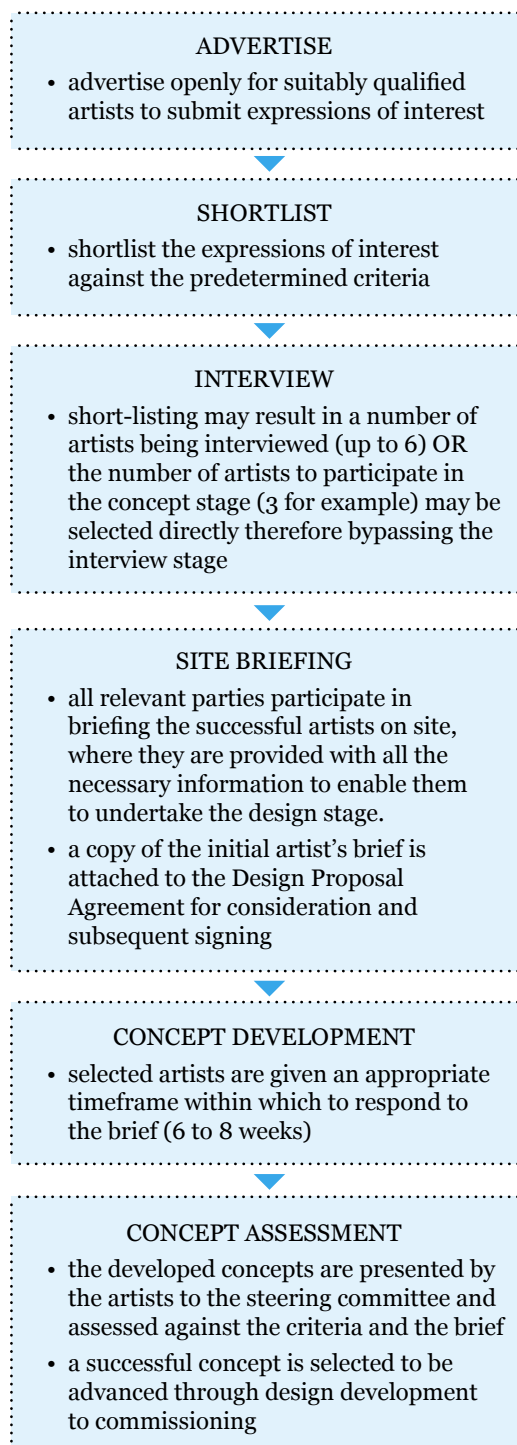 ADVERTISE
• advertise openly for suitably qualified
artists to submit expressions of interest
SHORTLIST
• shortlist the expressions of interest
against the predetermined criteria
INTERVIEW
• short-listing may result in a number of
artists being interviewed (up to 6) OR
the number of artists to participate in
the concept stage (3 for example) may be
selected directly therefore bypassing the
interview stage
SITE BRIEFING
• all relevant parties participate in
briefing the successful artists on site,
where they are provided with all the
necessary information to enable them
to undertake the design stage.
• a copy of the initial artist’s brief is
attached to the Design Proposal
Agreement for consideration and
subsequent signing
CONCEPT DEVELOPMENT
• selected artists are given an appropriate
timeframe within which to respond to
the brief (6 to 8 weeks)
CONCEPT ASSESSMENT
• the developed concepts are presented by
the artists to the steering committee and
assessed against the criteria and the brief
• a successful concept is selected to be
advanced through design development
to commissioning